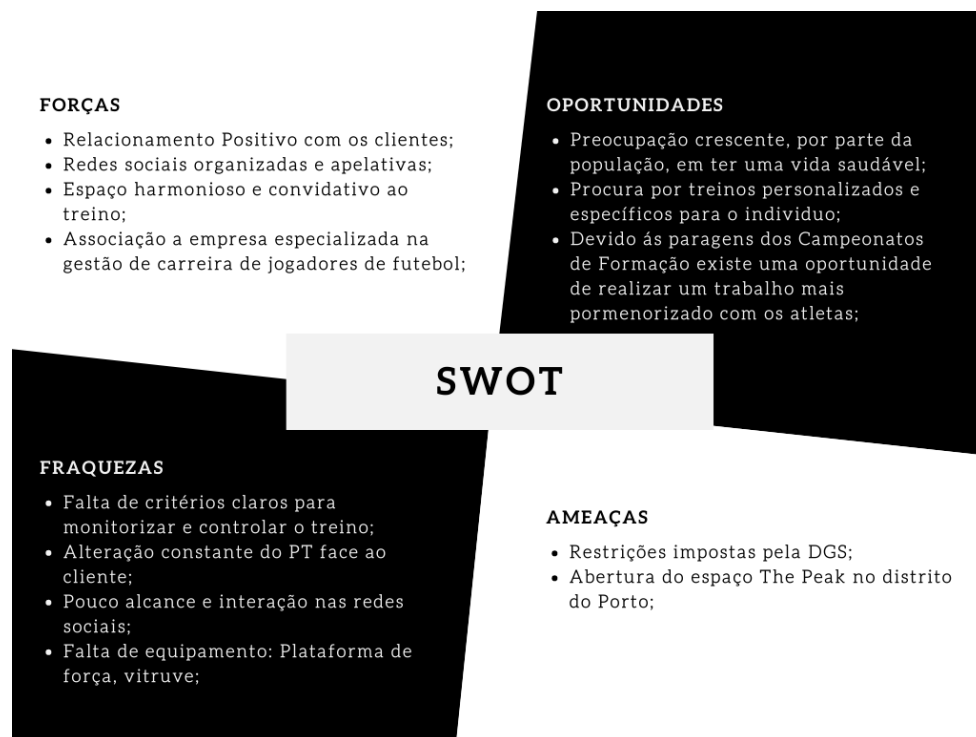 FORÇAS
• Relacionamento Positivo com os clientes;
• Redes sociais organizadas e apelativas;
• Espaço harmonioso e convidativo ao
treino;
• Associação a empresa especializada na
gestão de carreira de jogadores de futebol;
OPORTUNIDADES
• Preocupação crescente, por parte da
população, em ter uma vida saudável;
• Procura por treinos personalizados e
específicos para o individuo;
• Devido ás paragens dos Campeonatos
de Formação existe uma oportunidade
de realizar um trabalho mais
pormenorizado com os atletas;
SWOT
FRAQUEZAS
• Falta de critérios claros para
monitorizar e controlar o treino;
• Alteração constante do PT face ao
cliente;
• Pouco alcance e interação nas redes
sociais;
• Falta de equipamento: Plataforma de
força, vitruve;
AMEAÇAS
• Restrições impostas pela DGS;
• Abertura do espaço The Peak no distrito
do Porto;